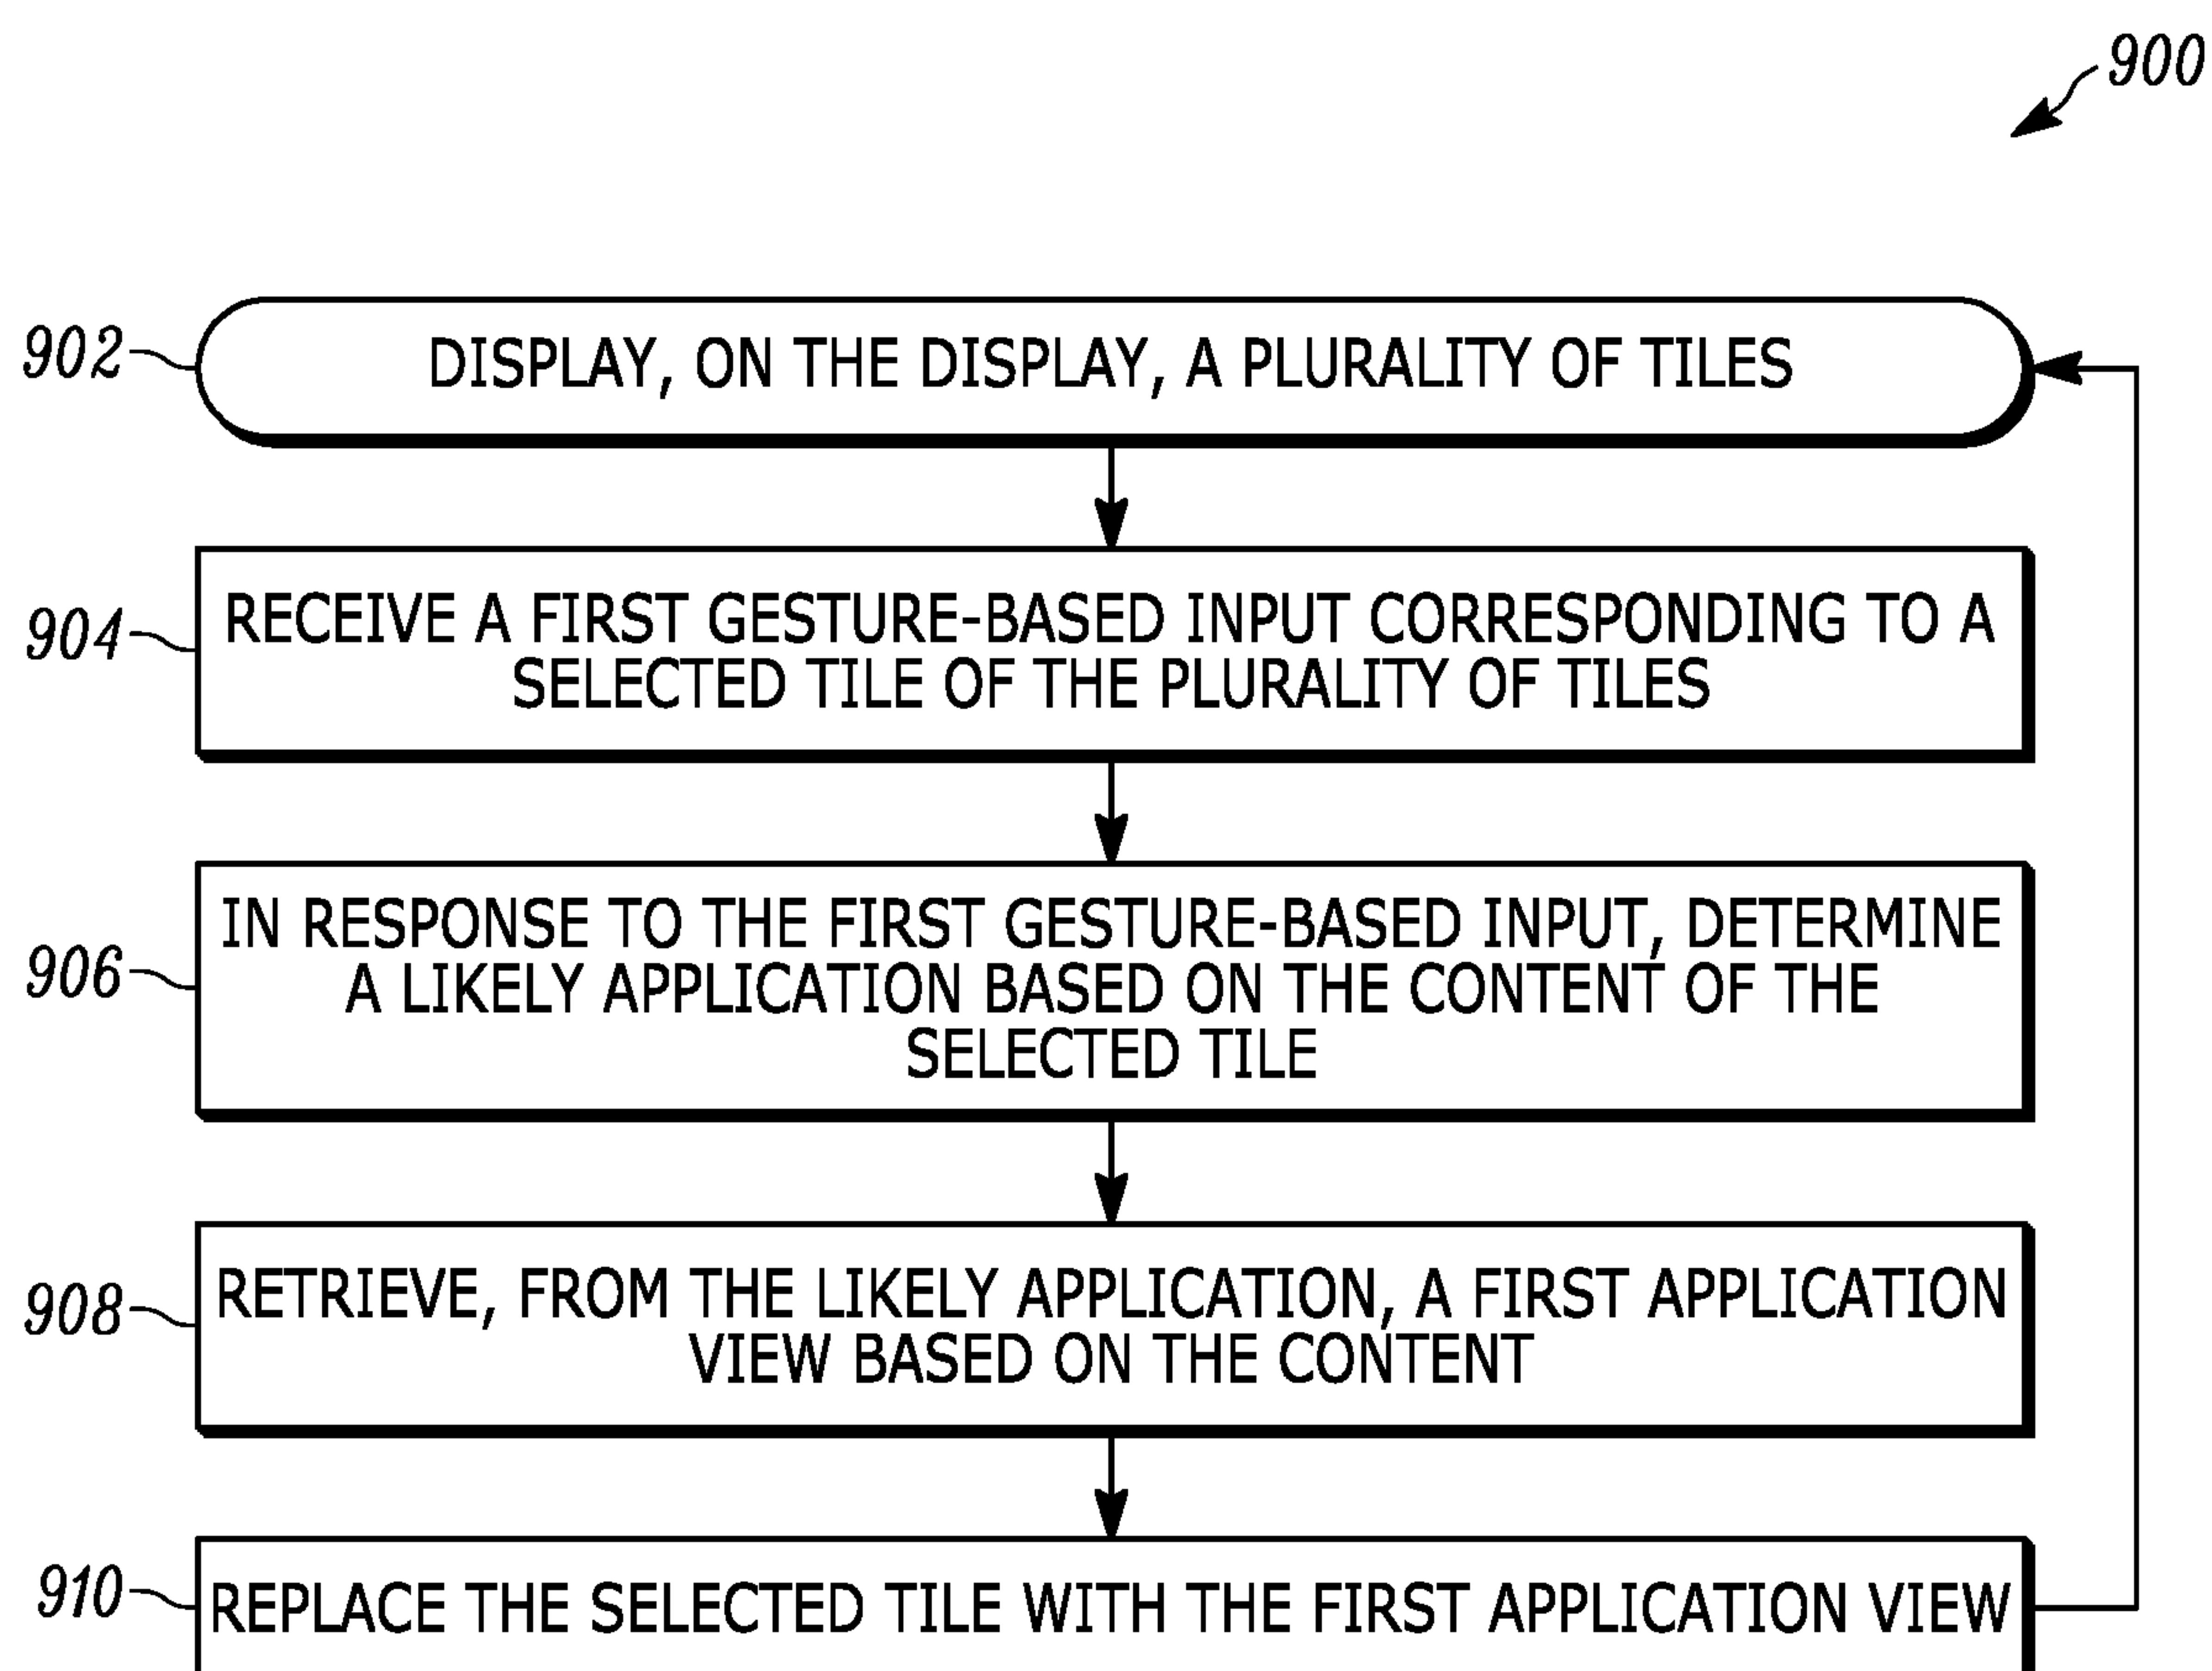 900
902
DISPLAY, ON THE DISPLAY, A PLURALITY OF TILES
904
RECEIVE A FIRST GESTURE-BASED INPUT CORRESPONDING TO A
SELECTED TILE OF THE PLURALITY OF TILES
906
IN RESPONSE TO THE FIRST GESTURE-BASED INPUT, DETERMINE
A LIKELY APPLICATION BASED ON THE CONTENT OF THE
SELECTED TILE
908
RETRIEVE, FROM THE LIKELY APPLICATION, A FIRST APPLICATION
VIEW BASED ON THE CONTENT
910
REPLACE THE SELECTED TILE WITH THE FIRST APPLICATION VIEW